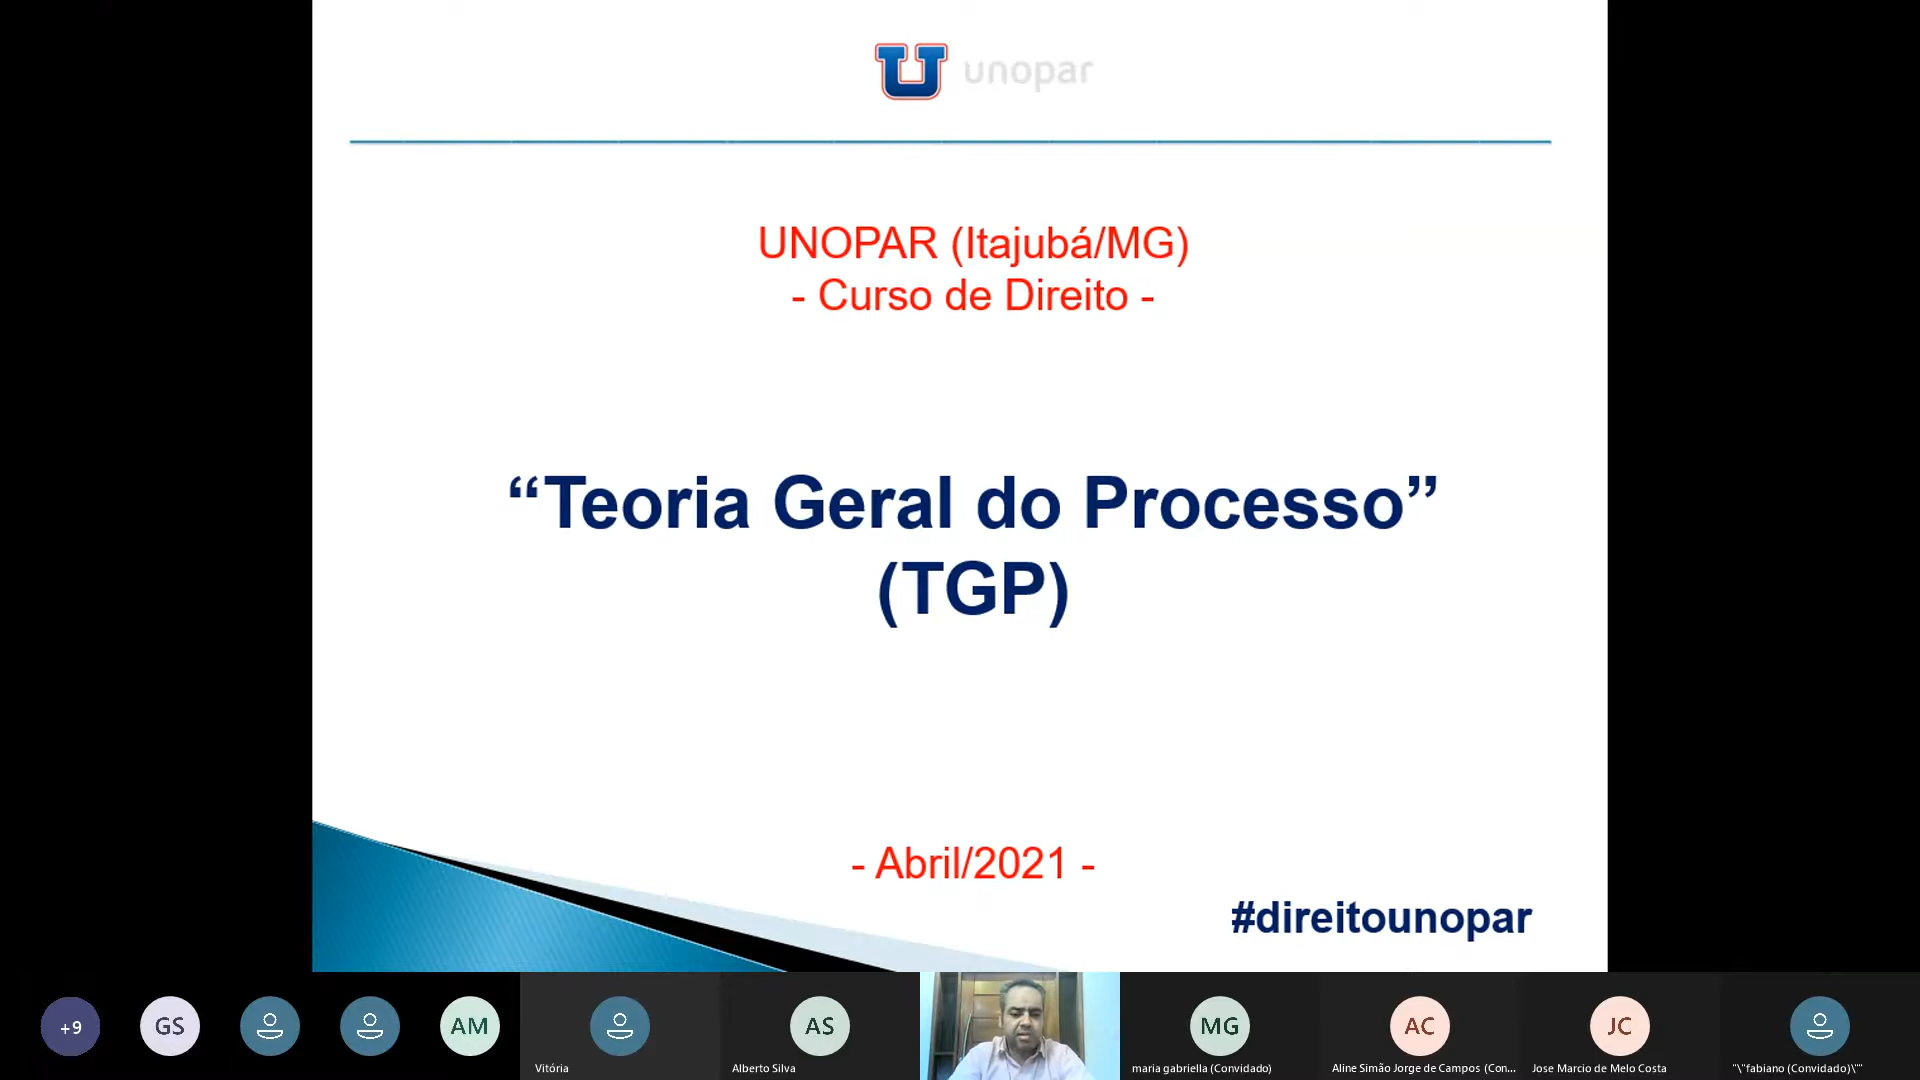 unopar
UNOPAR (Itajubá/MG)
- Curso de Direito -
“Teoria Geral do Processo”
(TGP)
- Abril/2021 -
#direitounopar
+9
GS
AM
Vitória
AS
Alberto Silva
MG
maria gabriella (Convidado)
AC
Aline Simão Jorge de Campos (Con...
JC
Jose Marcio de Melo Costa
"\"fabiano (Convidado)\""